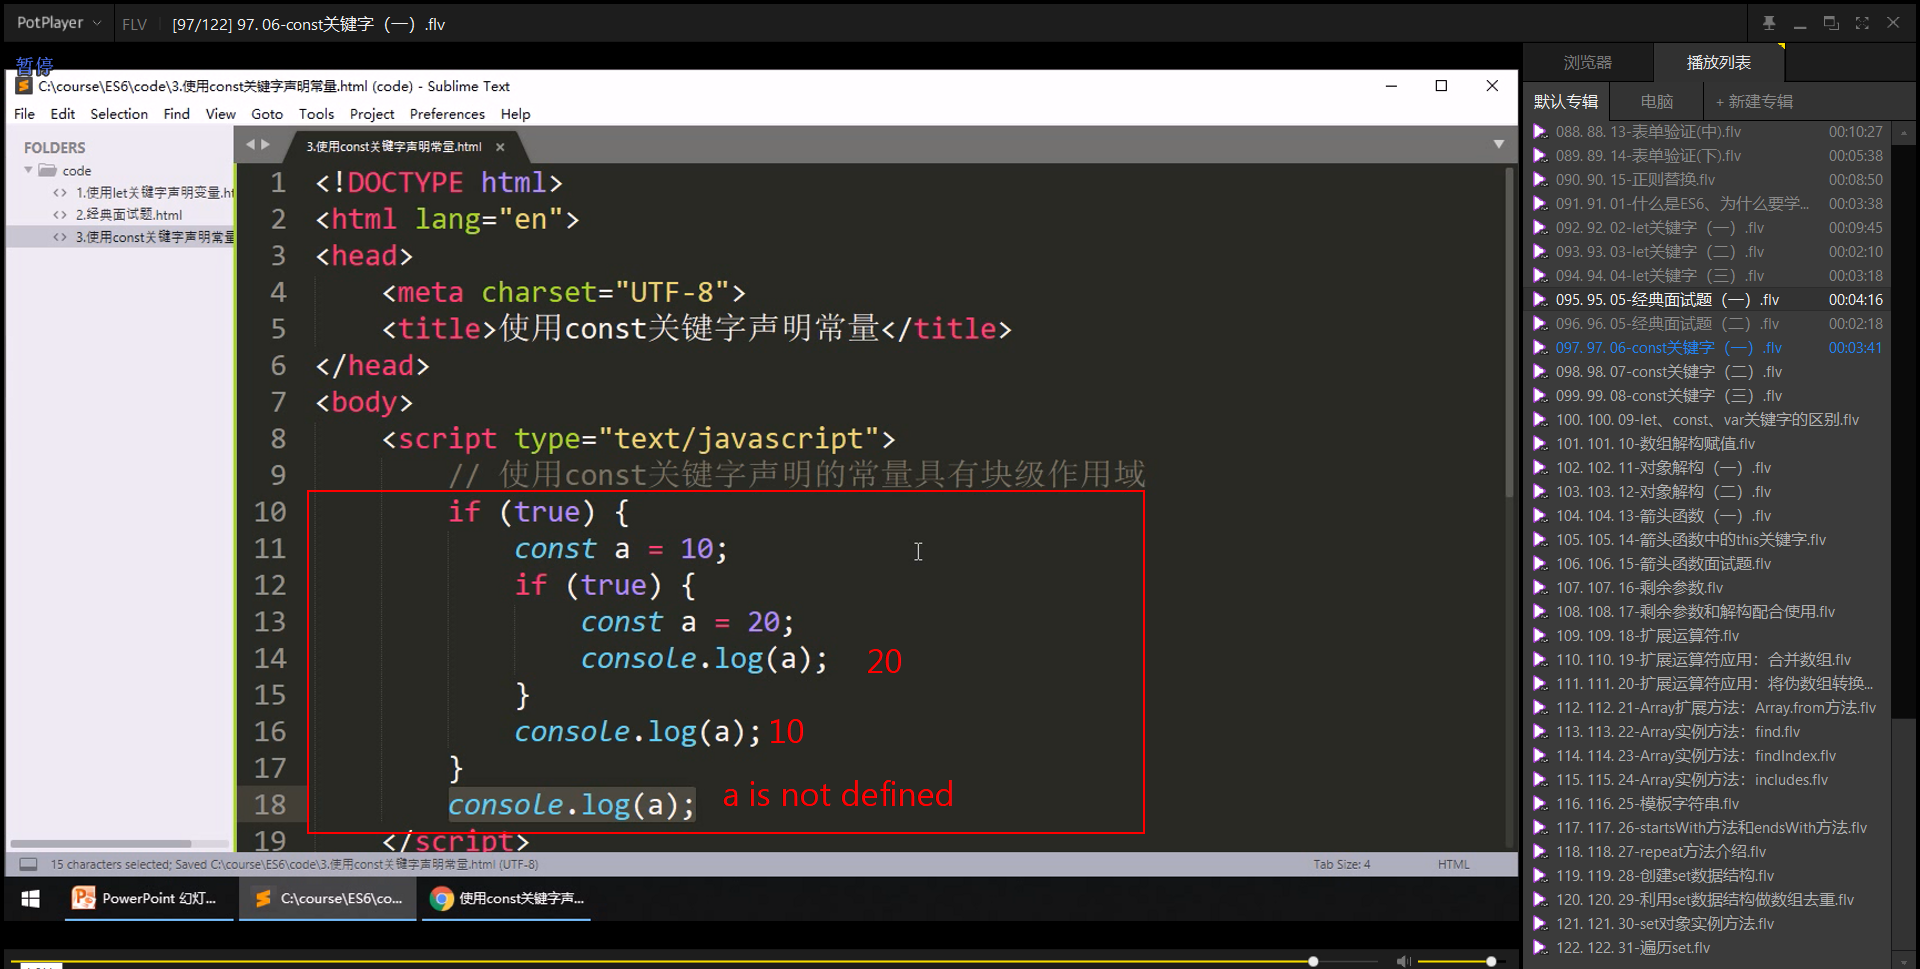 PotPlayer FLV [97/122] 97. 06-const关键字（一）.flv
暂停
C:\course\ES6\code\3.使用const关键字声明常量.html (code) - Sublime Text
File Edit Selection Find View Goto Tools Project Preferences Help
FOLDERS
code
<> 1.使用let关键字声明变量.ht
<> 2.经典面试题.html
<> 3.使用const关键字声明常量
3.使用const关键字声明常量.html ×
1 <!DOCTYPE html>
2 <html lang="en">
3 <head>
4 <meta charset="UTF-8">
5 <title>使用const关键字声明常量</title>
6 </head>
7 <body>
8 <script type="text/javascript">
9 // 使用const关键字声明的常量具有块级作用域
10 if (true) {
11 const a = 10;
12 if (true) {
13 const a = 20;
14 console.log(a); 20
15 }
16 console.log(a); 10
17 }
18 console.log(a); a is not defined
19 </script>
15 characters selected; Saved C:\course\ES6\code\3.使用const关键字声明常量.html (UTF-8) Tab Size: 4 HTML
PowerPoint 幻灯... C:\course\ES6\co... 使用const关键字声...
浏览器 播放列表
默认专辑 电脑 + 新建专辑
088. 88. 13-表单验证(中).flv 00:10:27
089. 89. 14-表单验证(下).flv 00:05:38
090. 90. 15-正则替换.flv 00:08:50
091. 91. 01-什么是ES6、为什么要学... 00:03:38
092. 92. 02-let关键字（一）.flv 00:09:45
093. 93. 03-let关键字（二）.flv 00:02:10
094. 94. 04-let关键字（三）.flv 00:03:18
095. 95. 05-经典面试题（一）.flv 00:04:16
096. 96. 05-经典面试题（二）.flv 00:02:18
097. 97. 06-const关键字（一）.flv 00:03:41
098. 98. 07-const关键字（二）.flv
099. 99. 08-const关键字（三）.flv
100. 100. 09-let、const、var关键字的区别.flv
101. 101. 10-数组解构赋值.flv
102. 102. 11-对象解构（一）.flv
103. 103. 12-对象解构（二）.flv
104. 104. 13-箭头函数（一）.flv
105. 105. 14-箭头函数中的this关键字.flv
106. 106. 15-箭头函数面试题.flv
107. 107. 16-剩余参数.flv
108. 108. 17-剩余参数和解构配合使用.flv
109. 109. 18-扩展运算符.flv
110. 110. 19-扩展运算符应用：合并数组.flv
111. 111. 20-扩展运算符应用：将伪数组转换...
112. 112. 21-Array扩展方法：Array.from方法.flv
113. 113. 22-Array实例方法：find.flv
114. 114. 23-Array实例方法：findIndex.flv
115. 115. 24-Array实例方法：includes.flv
116. 116. 25-模板字符串.flv
117. 117. 26-startsWith方法和endsWith方法.flv
118. 118. 27-repeat方法介绍.flv
119. 119. 28-创建set数据结构.flv
120. 120. 29-利用set数据结构做数组去重.flv
121. 121. 30-set对象实例方法.flv
122. 122. 31-遍历set.flv